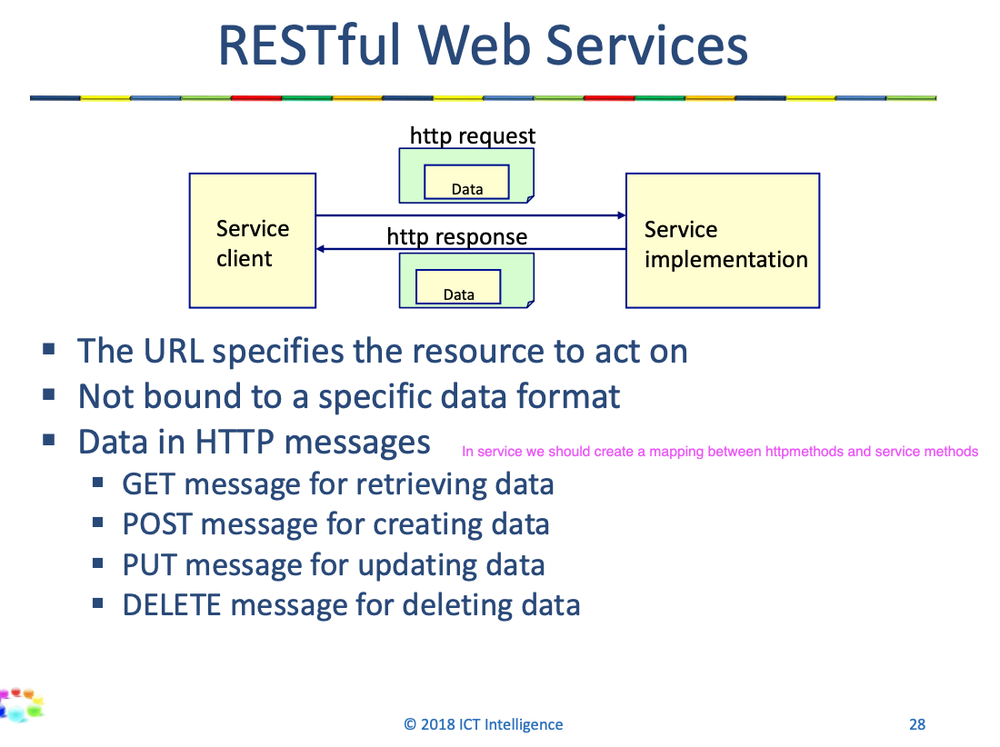 RESTful Web Services
http request
Data
Service
client
http response
Data
Service
implementation
The URL specifies the resource to act on
Not bound to a specific data format
Data in HTTP messages
In service we should create a mapping between httpmethods and service methods
GET message for retrieving data
POST message for creating data
PUT message for updating data
DELETE message for deleting data
© 2018 ICT Intelligence
28